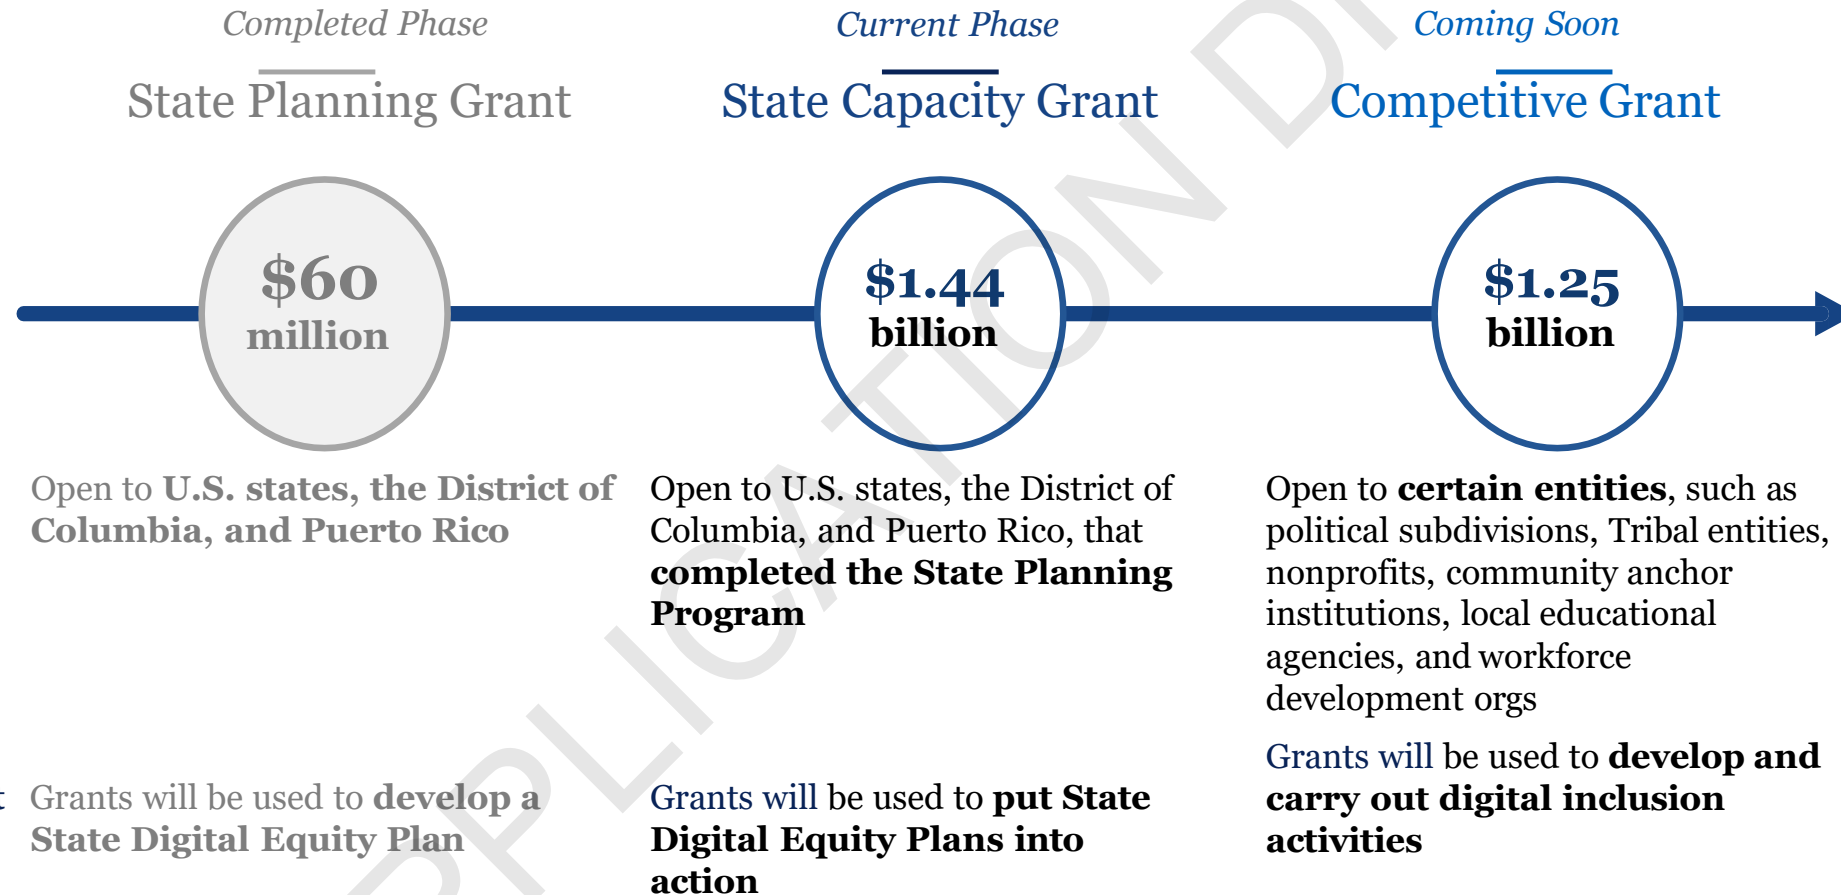 Completed Phase
State Planning Grant
$60
million
Open to U.S. states, the District of
Columbia, and Puerto Rico
Grants will be used to develop a
State Digital Equity Plan
Current Phase
State Capacity Grant
$1.44
billion
Open to U.S. states, the District of
Columbia, and Puerto Rico, that
completed the State Planning
Program
Grants will be used to put State
Digital Equity Plans into
action
Coming Soon
Competitive Grant
$1.25
billion
Open to certain entities, such as
political subdivisions, Tribal entities,
nonprofits, community anchor
institutions, local educational
agencies, and workforce
development orgs
Grants will be used to develop and
carry out digital inclusion
activities
PPLICATION D